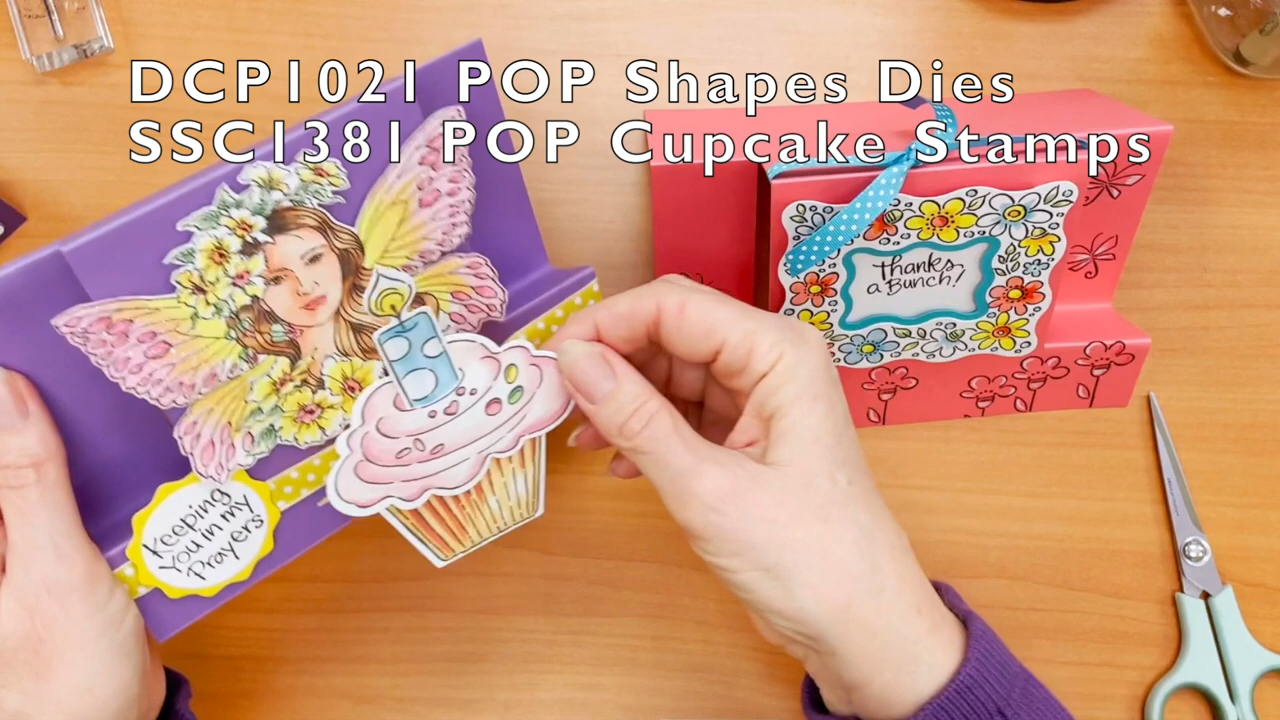 DCP1021 POP Shapes Dies
SSC1381 POP Cupcake Stamps
Thanks
a Bunch!
Keeping
You in my
Prayers